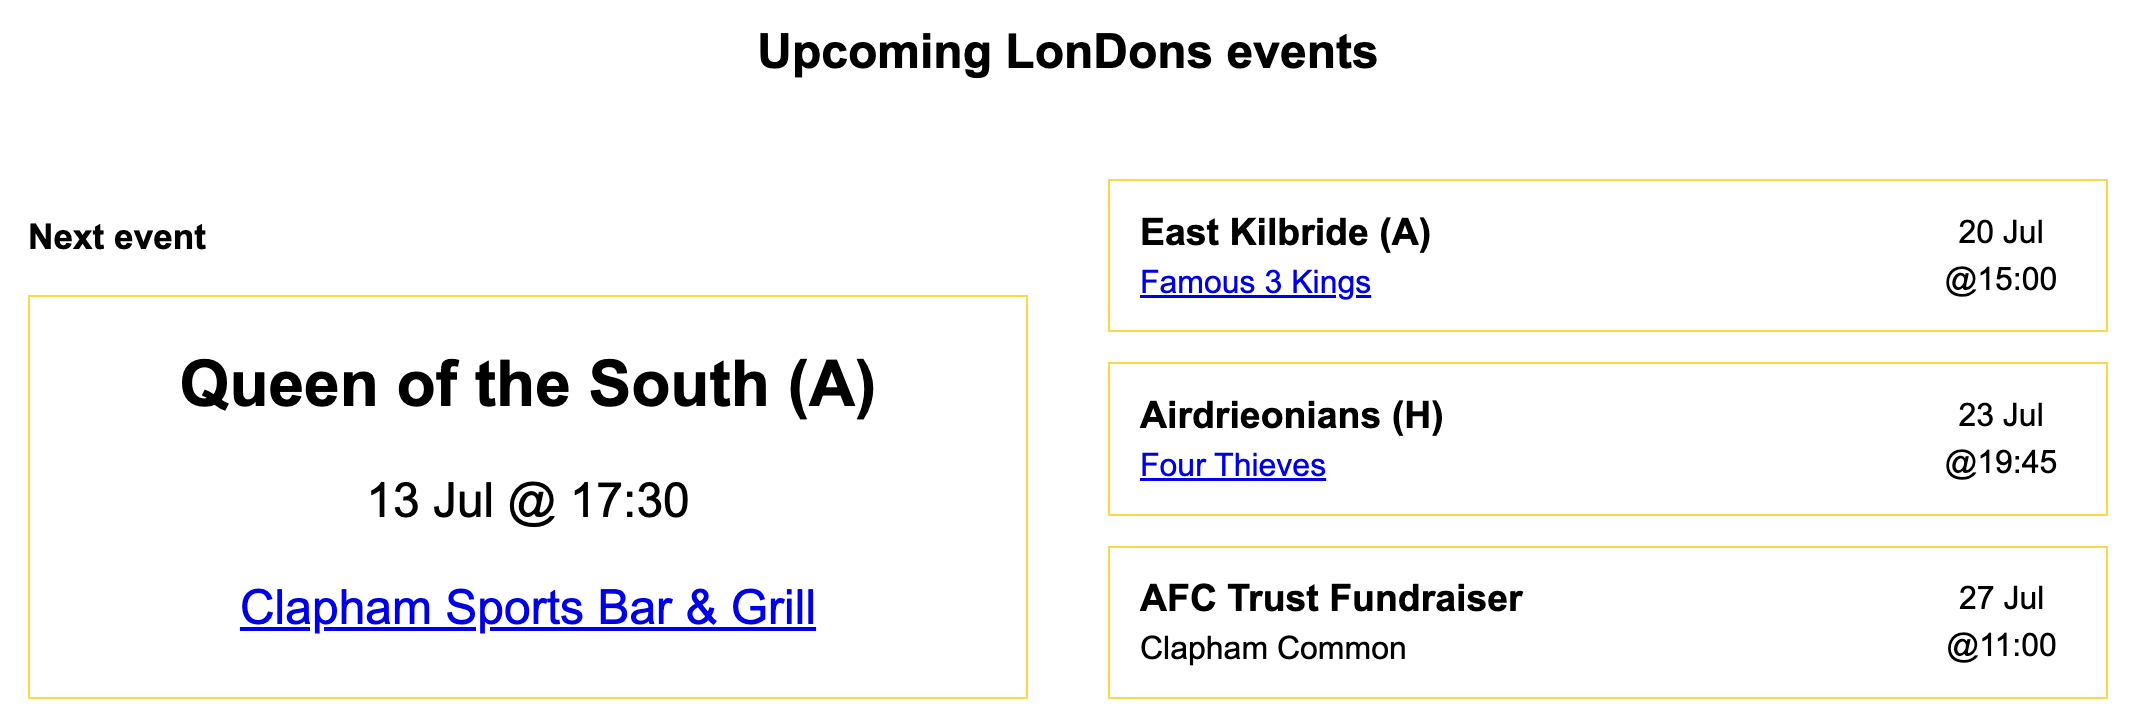 Upcoming LonDons events
Next event
Queen of the South (A)
13 Jul @ 17:30
Clapham Sports Bar & Grill
East Kilbride (A)
Famous 3 Kings
20 Jul
@15:00
Airdrieonians (H)
Four Thieves
23 Jul
@19:45
AFC Trust Fundraiser
Clapham Common
27 Jul
@11:00